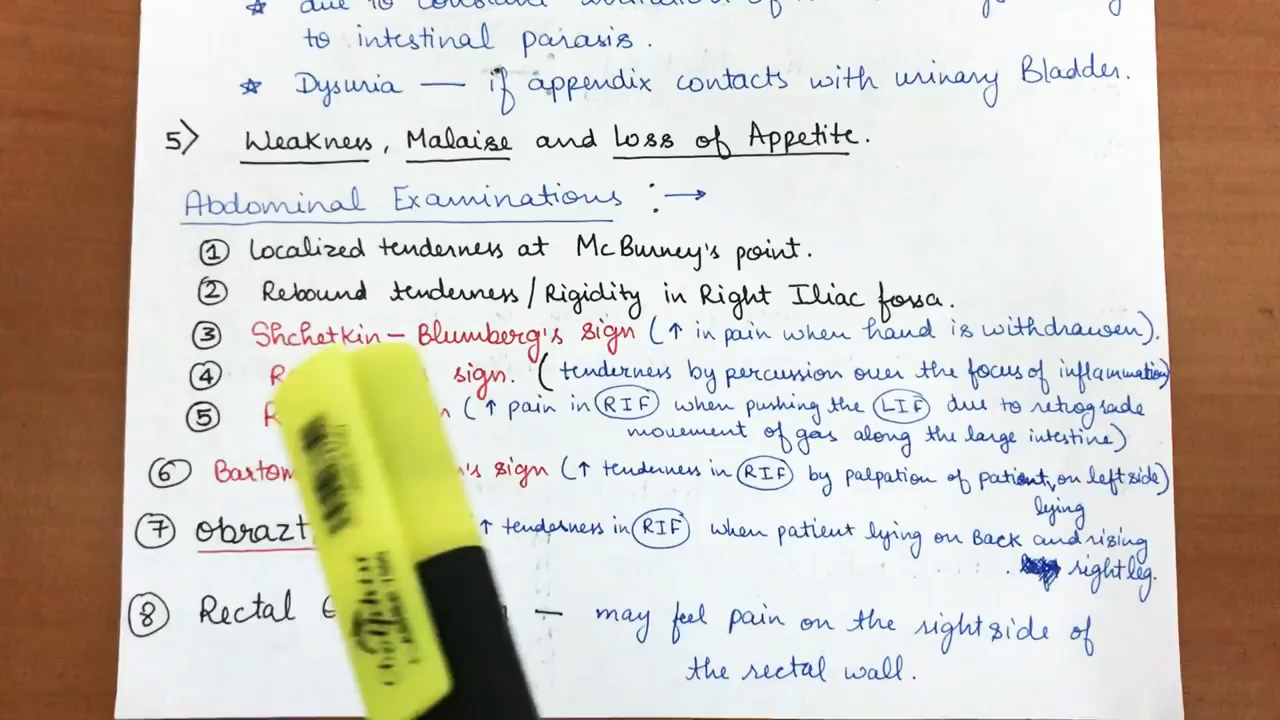 ☆ due to constant
to intestinal parasis.
☆ Dysuria — if appendix contacts with urinary Bladder.
5> Weakness, Malaise and Loss of Appetite.
Abdominal Examinations :→
① Localized tenderness at McBurney's point.
② Rebound tenderness/Rigidity in Right Iliac fossa.
③ Shchetkin – Blumberg's sign (↑ in pain when hand is withdrawen).
④ sign. (tenderness by percussion over the focus of inflammation)
⑤ (↑ pain in RIF when pushing the LIF due to retrograde
movement of gas along the large intestine)
⑥ sign (↑ tenderness in RIF by palpation of patient, on left side)
lying
⑦ ↑ tenderness in RIF when patient lying on Back and rising
right leg.
⑧ Rectal — may feel pain on the right side of
the rectal wall.